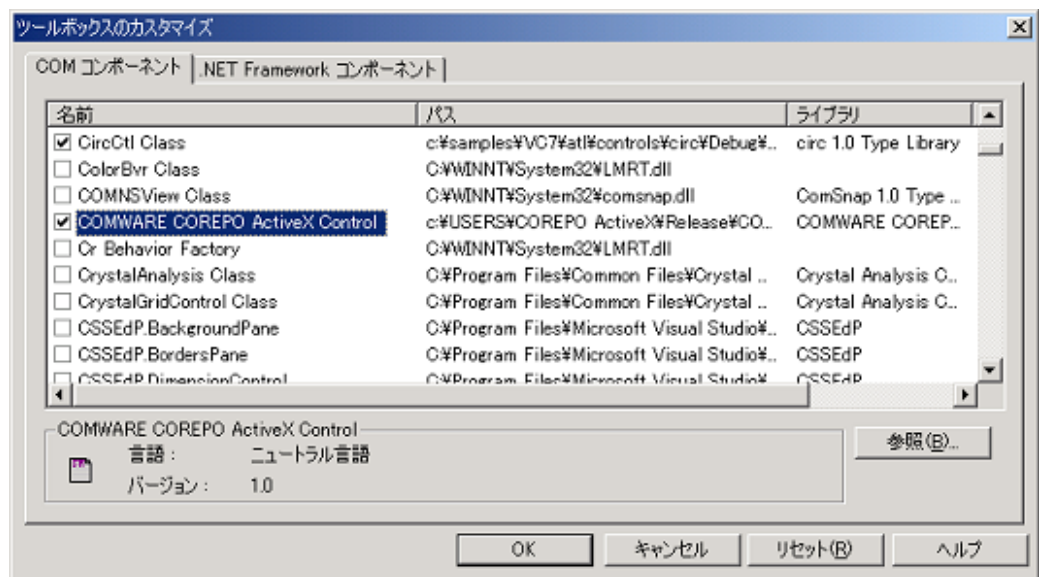 ツールボックスのカスタマイズ
COM コンポーネント .NET Framework コンポーネント
名前 パス ライブラリ
CircCtl Class c:¥samples¥VC7¥atl¥controls¥circ¥Debug¥... circ 1.0 Type Library
ColorBvr Class C:¥WINNT¥System32¥LMRT.dll
COMNSView Class C:¥WINNT¥System32¥comsnap.dll ComSnap 1.0 Type ...
COMWARE COREPO ActiveX Control c:¥USERS¥COREPO ActiveX¥Release¥CO... COMWARE COREP...
Cr Behavior Factory C:¥WINNT¥System32¥LMRT.dll
CrystalAnalysis Class C:¥Program Files¥Common Files¥Crystal ... Crystal Analysis C...
CrystalGridControl Class C:¥Program Files¥Common Files¥Crystal ... Crystal Analysis C...
CSSEdP.BackgroundPane C:¥Program Files¥Microsoft Visual Studio¥... CSSEdP
CSSEdP.BordersPane C:¥Program Files¥Microsoft Visual Studio¥... CSSEdP
CSSEdP.DimensionControl C:¥Program Files¥Microsoft Visual Studio¥... CSSEdP
COMWARE COREPO ActiveX Control
言語: ニュートラル言語
バージョン: 1.0
参照(B)...
OK キャンセル リセット(R) ヘルプ